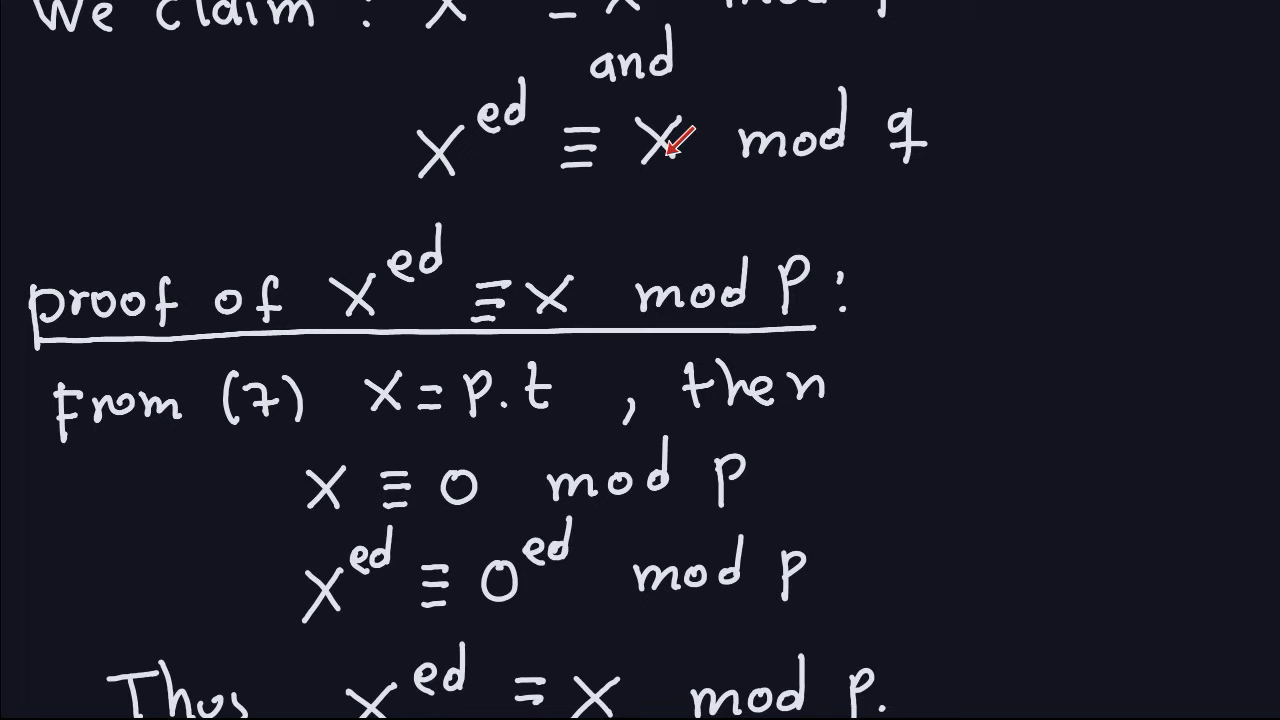 We claim : X ≡ X mod
and
X^ed ≡ X mod q
proof of X^ed ≡ X mod P :
From (7) X = P.t , then
X ≡ 0 mod P
X^ed ≡ 0^ed mod P
Thus X^ed ≡ X mod P.